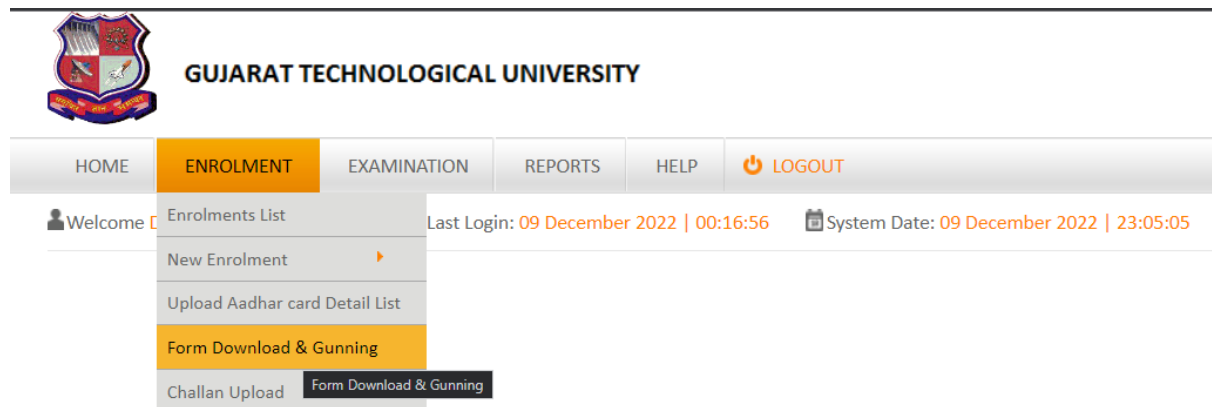 GUJARAT TECHNOLOGICAL UNIVERSITY
HOME ENROLMENT EXAMINATION REPORTS HELP LOGOUT
Welcome Last Login: 09 December 2022 | 00:16:56 System Date: 09 December 2022 | 23:05:05
Enrolments List
New Enrolment
Upload Aadhar card Detail List
Form Download & Gunning
Challan Upload
Form Download & Gunning